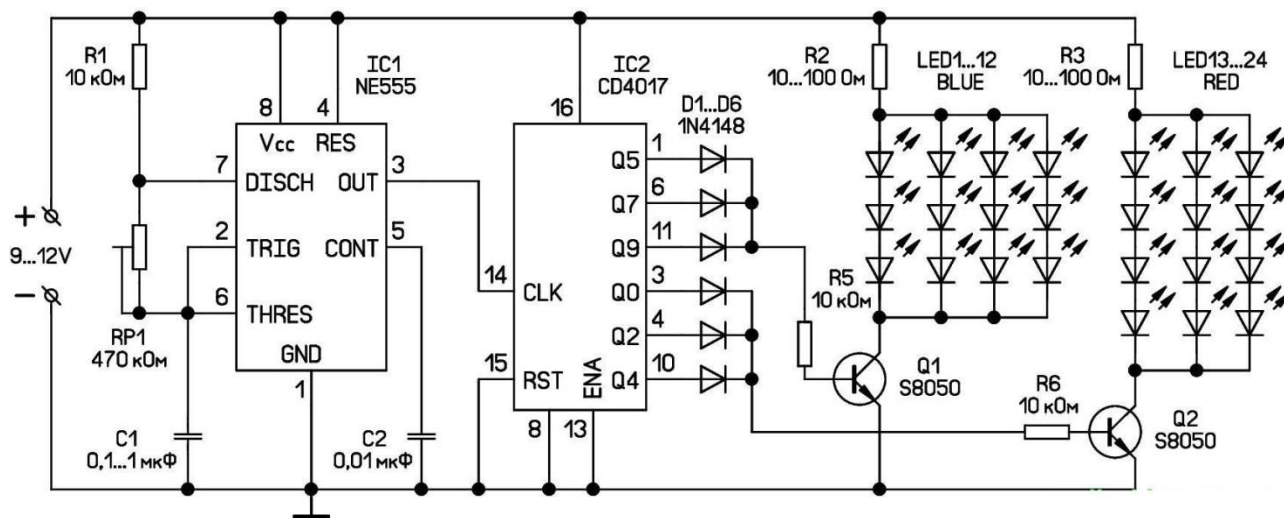 R1
10 кОм
IC1
NE555
8
4
Vcc
RES
7
DISCH
OUT
3
2
TRIG
CONT
5
6
THRES
GND
1
+
9...12V
−
RP1
470 кОм
C1
0,1...1 мкФ
C2
0,01 мкФ
IC2
CD4017
16
D1...D6
1N4148
Q5
1
Q7
6
Q9
11
14
CLK
Q0
3
Q2
4
15
RST
ENA
Q4
10
8
13
R2
10...100 Ом
LED1...12
BLUE
R3
10...100 Ом
LED13...24
RED
R5
10 кОм
Q1
S8050
R6
10 кОм
Q2
S8050